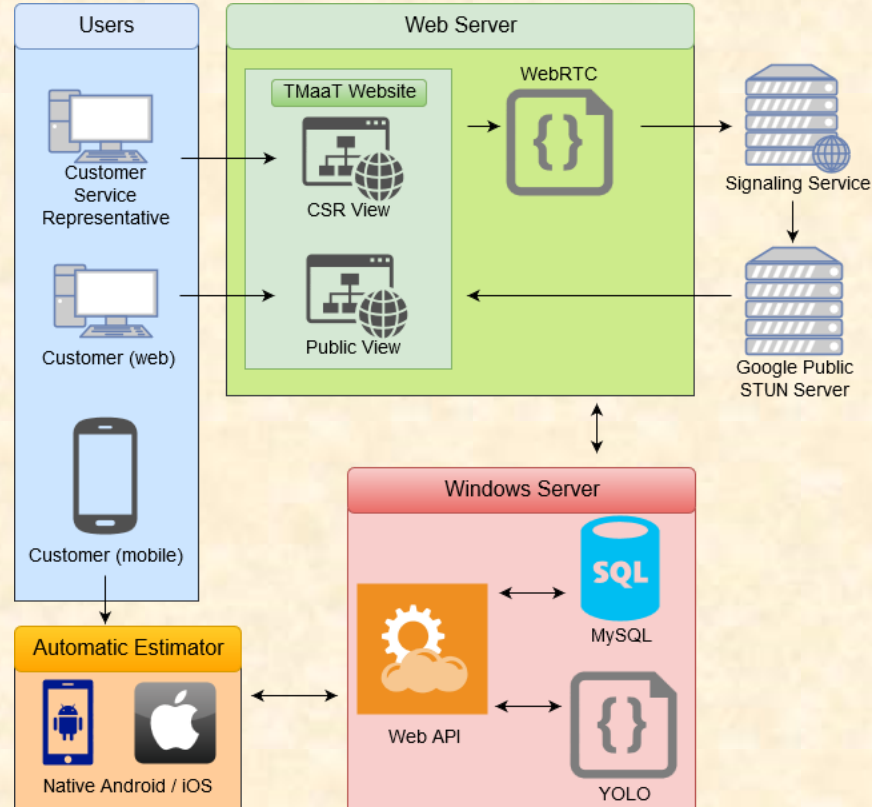 Users
Customer
Service
Representative
Customer (web)
Customer (mobile)
Web Server
TMaaT Website
CSR View
Public View
WebRTC
Signaling Service
Google Public
STUN Server
Windows Server
SQL
MySQL
Web API
YOLO
Automatic Estimator
Native Android / iOS